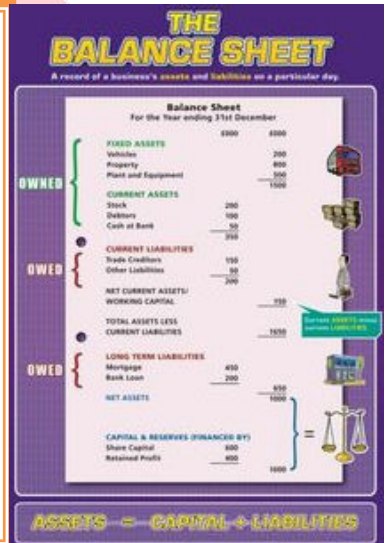 THE
BALANCE SHEET
A record of a business's assets and liabilities on a particular day.
Balance Sheet
For the Year ending 31st December
£000 £000
FIXED ASSETS
Vehicles 200
Property 800
Plant and Equipment 500
1500
OWNED
CURRENT ASSETS
Stock 200
Debtors 100
Cash at Bank 50
350
CURRENT LIABILITIES
OWED
Trade Creditors 150
Other Liabilities 50
200
NET CURRENT ASSETS/
WORKING CAPITAL 150
Current ASSETS minus
current LIABILITIES
TOTAL ASSETS LESS
CURRENT LIABILITIES 1650
LONG TERM LIABILITIES
OWED
Mortgage 450
Bank Loan 200
650
NET ASSETS 1000
CAPITAL & RESERVES (FINANCED BY)
=
Share Capital 600
Retained Profit 400
1000
ASSETS = CAPITAL + LIABILITIES